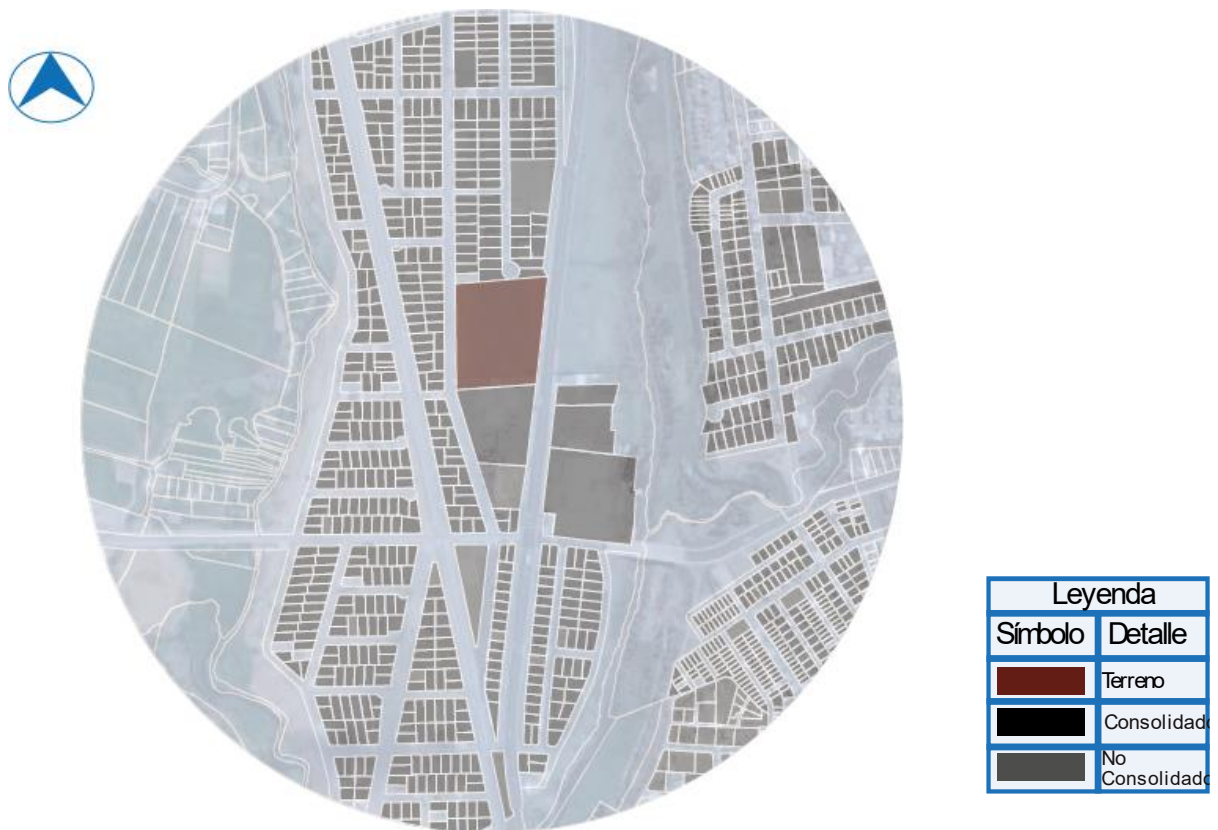 Leyenda
Símbolo Detalle
Terreno
Consolidado
No
Consolidado